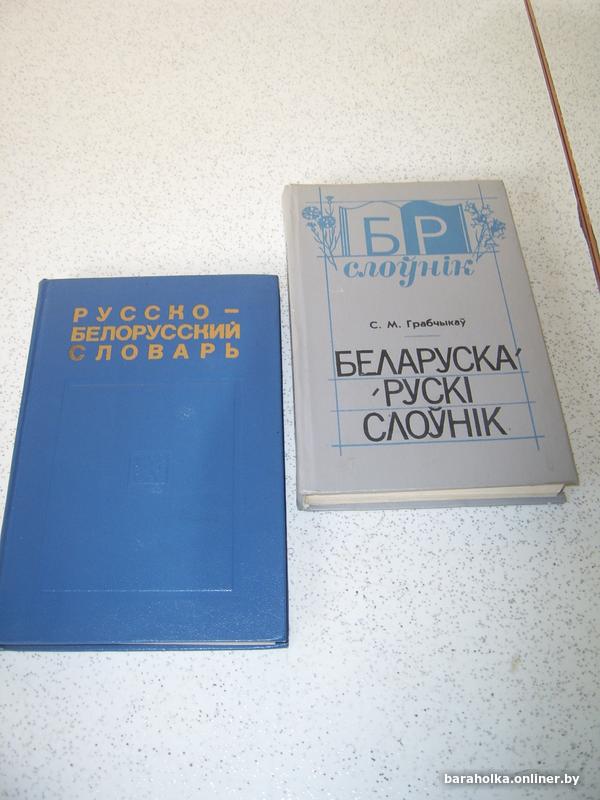 РУССКО –
БЕЛОРУССКИЙ
СЛОВАРЬ
БР
слоўнік
С. М. Грабчыкаў
БЕЛАРУСКА-
-РУСКІ
СЛОЎНІК
baraholka.onliner.by